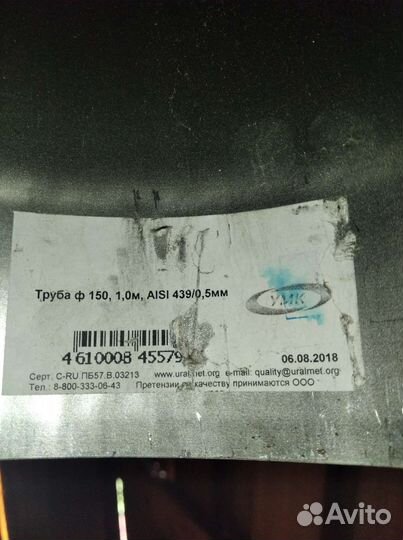 УМК
Труба ф 150, 1,0м, AISI 439/0,5мм
4 610008 45579
06.08.2018
Серт. C-RU.ПБ57.В.03213 www.uralmet.org e-mail: quality@uralmet.org
Тел.: 8-800-333-06-43 Претензии по качеству принимаются ООО
Avito